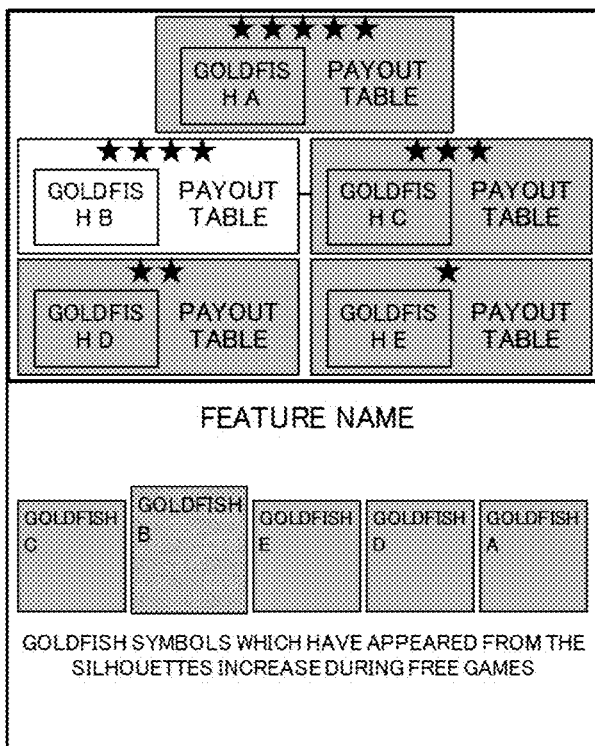 ★★★★★
GOLDFIS PAYOUT
H A TABLE
★★★★
GOLDFIS PAYOUT
H B TABLE
★★★
GOLDFIS PAYOUT
H C TABLE
★★
GOLDFIS PAYOUT
H D TABLE
★
GOLDFIS PAYOUT
H E TABLE
FEATURE NAME
GOLDFISH
C
GOLDFISH
B
GOLDFISH
E
GOLDFISH
D
GOLDFISH
A
GOLDFISH SYMBOLS WHICH HAVE APPEARED FROM THE
SILHOUETTES INCREASE DURING FREE GAMES